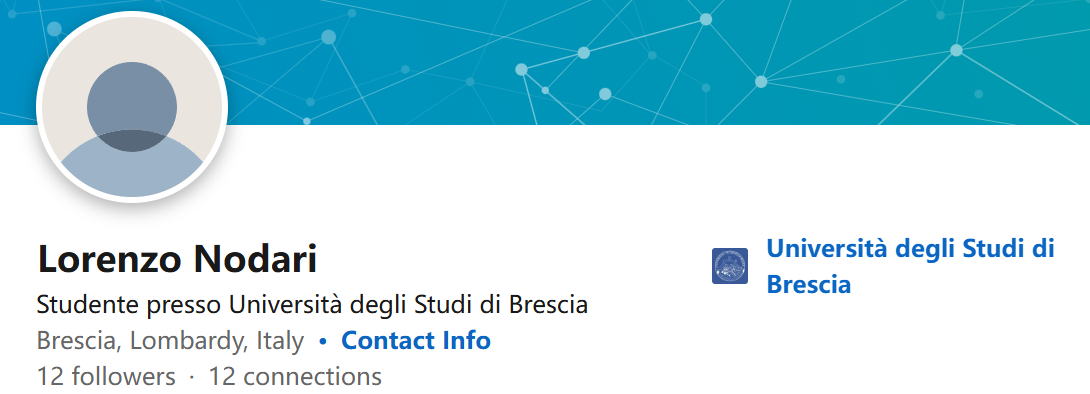 Lorenzo Nodari
Studente presso Università degli Studi di Brescia
Brescia, Lombardy, Italy • Contact Info
12 followers · 12 connections
Università degli Studi di
Brescia